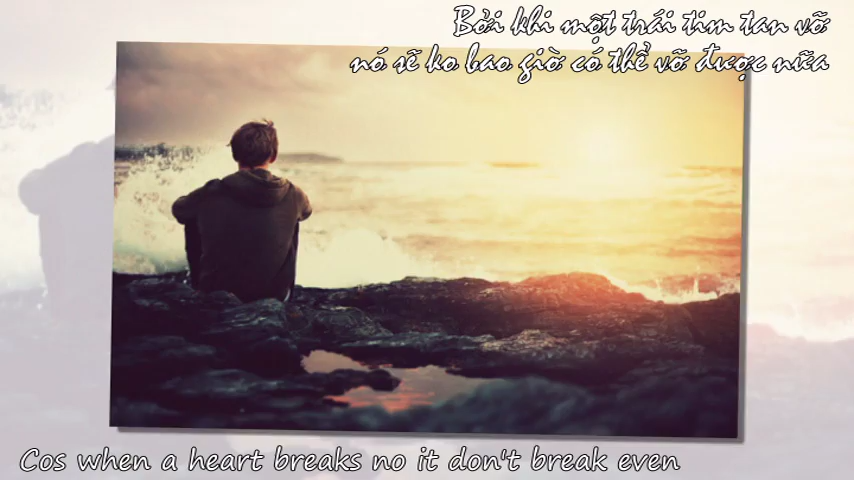 Bởi khi một trái tim tan vỡ
nó sẽ ko bao giờ có thể vỡ được nữa
Cos when a heart breaks no it don't break even